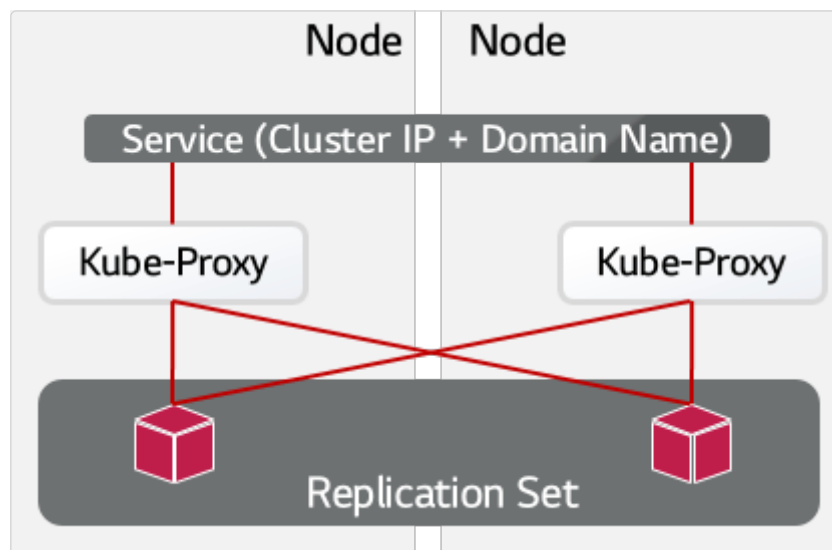 Node
Node
Service (Cluster IP + Domain Name)
Kube-Proxy
Kube-Proxy
Replication Set